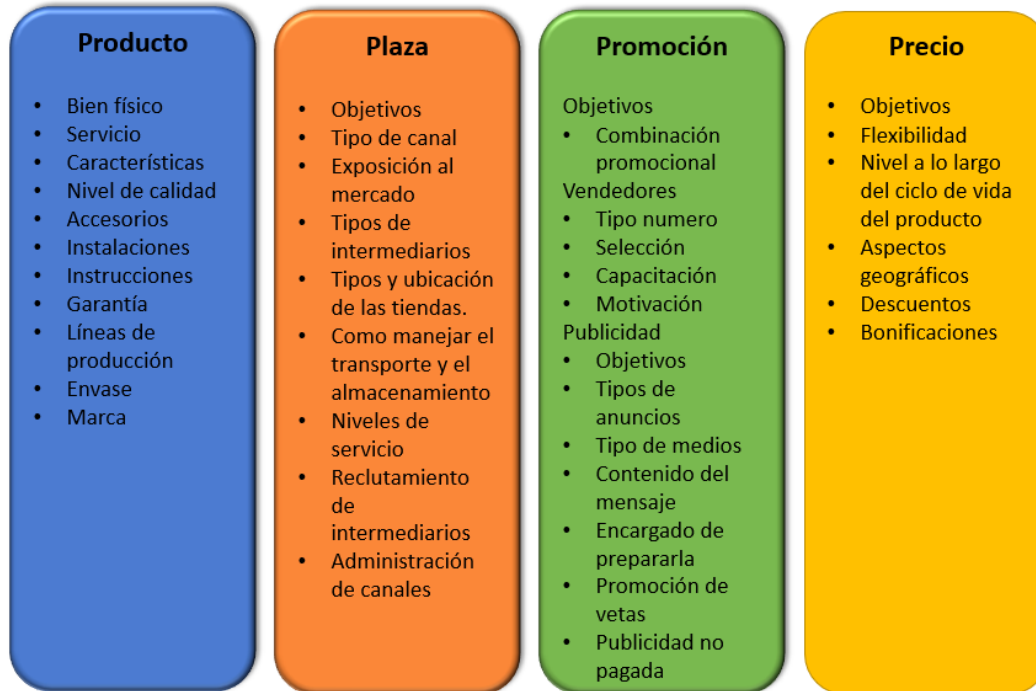 Producto
• Bien físico
• Servicio
• Características
• Nivel de calidad
• Accesorios
• Instalaciones
• Instrucciones
• Garantía
• Líneas de
producción
• Envase
• Marca
Plaza
• Objetivos
• Tipo de canal
• Exposición al
mercado
• Tipos de
intermediarios
• Tipos y ubicación
de las tiendas.
• Como manejar el
transporte y el
almacenamiento
• Niveles de
servicio
• Reclutamiento
de
intermediarios
• Administración
de canales
Promoción
Objetivos
• Combinación
promocional
Vendedores
• Tipo numero
• Selección
• Capacitación
• Motivación
Publicidad
• Objetivos
• Tipos de
anuncios
• Tipo de medios
• Contenido del
mensaje
• Encargado de
prepararla
• Promoción de
vetas
• Publicidad no
pagada
Precio
• Objetivos
• Flexibilidad
• Nivel a lo largo
del ciclo de vida
del producto
• Aspectos
geográficos
• Descuentos
• Bonificaciones